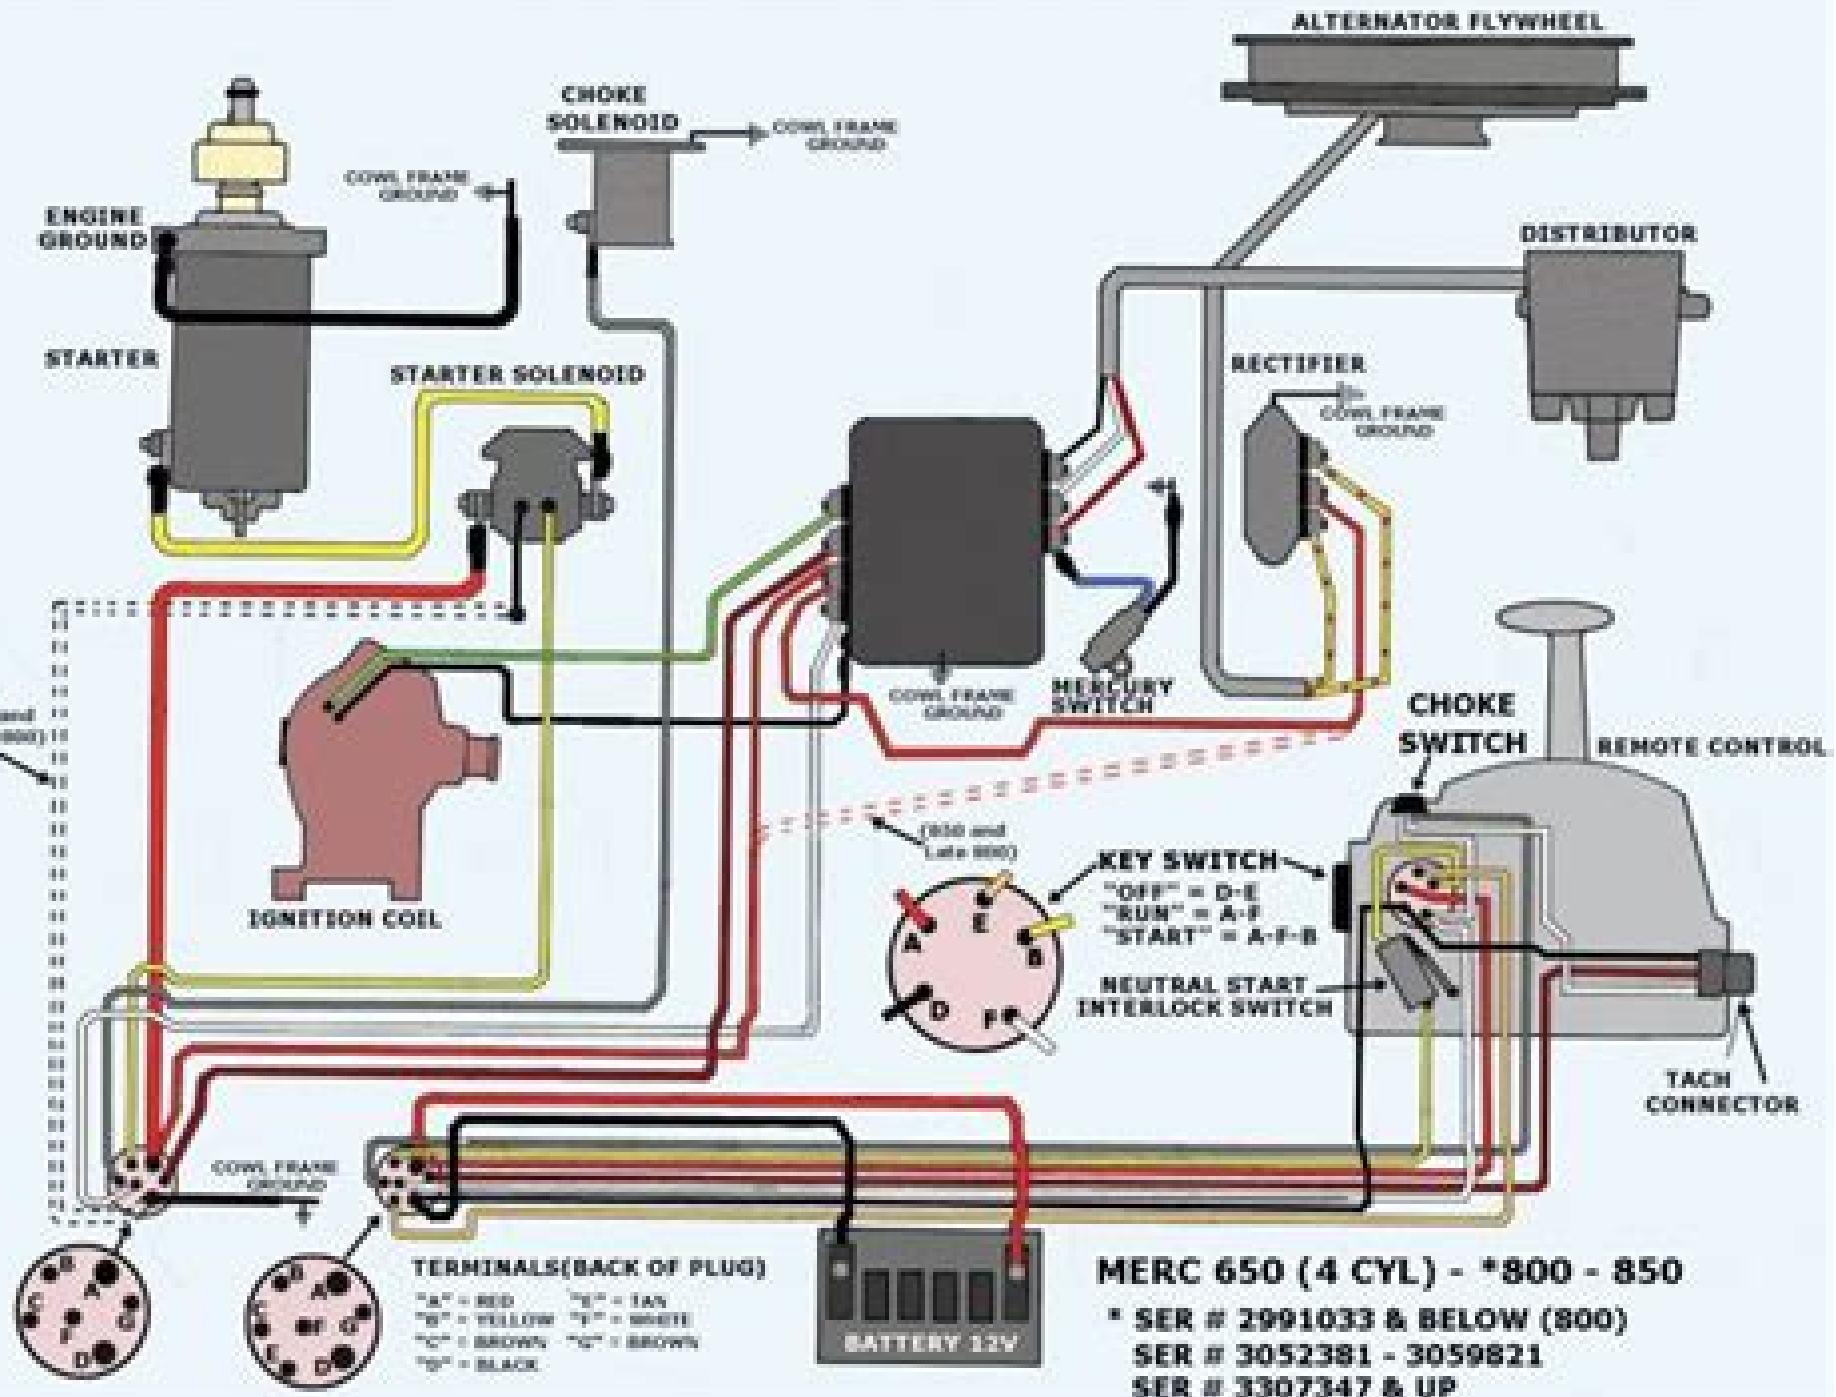 ALTERNATOR FLYWHEEL
CHOKE
SOLENOID
COWL FRAME
GROUND
COWL FRAME
GROUND
ENGINE
GROUND
DISTRIBUTOR
STARTER
STARTER SOLENOID
RECTIFIER
COWL FRAME
GROUND
COWL FRAME
GROUND
MERCURY
SWITCH
and
800)
CHOKE
SWITCH
REMOTE CONTROL
(850 and
Late 800)
KEY SWITCH
"OFF" = D-E
"RUN" = A-F
"START" = A-F-B
A
E
B
D
F
IGNITION COIL
NEUTRAL START
INTERLOCK SWITCH
TACH
CONNECTOR
COWL FRAME
GROUND
B
A
C
G
F
D
B
A
C
F
G
E
D
TERMINALS(BACK OF PLUG)
"A" = RED "E" = TAN
"B" = YELLOW "F" = WHITE
"C" = BROWN "G" = BROWN
"D" = BLACK
BATTERY 12V
MERC 650 (4 CYL) - *800 - 850
* SER # 2991033 & BELOW (800)
SER # 3052381 - 3059821
SER # 3307347 & UP